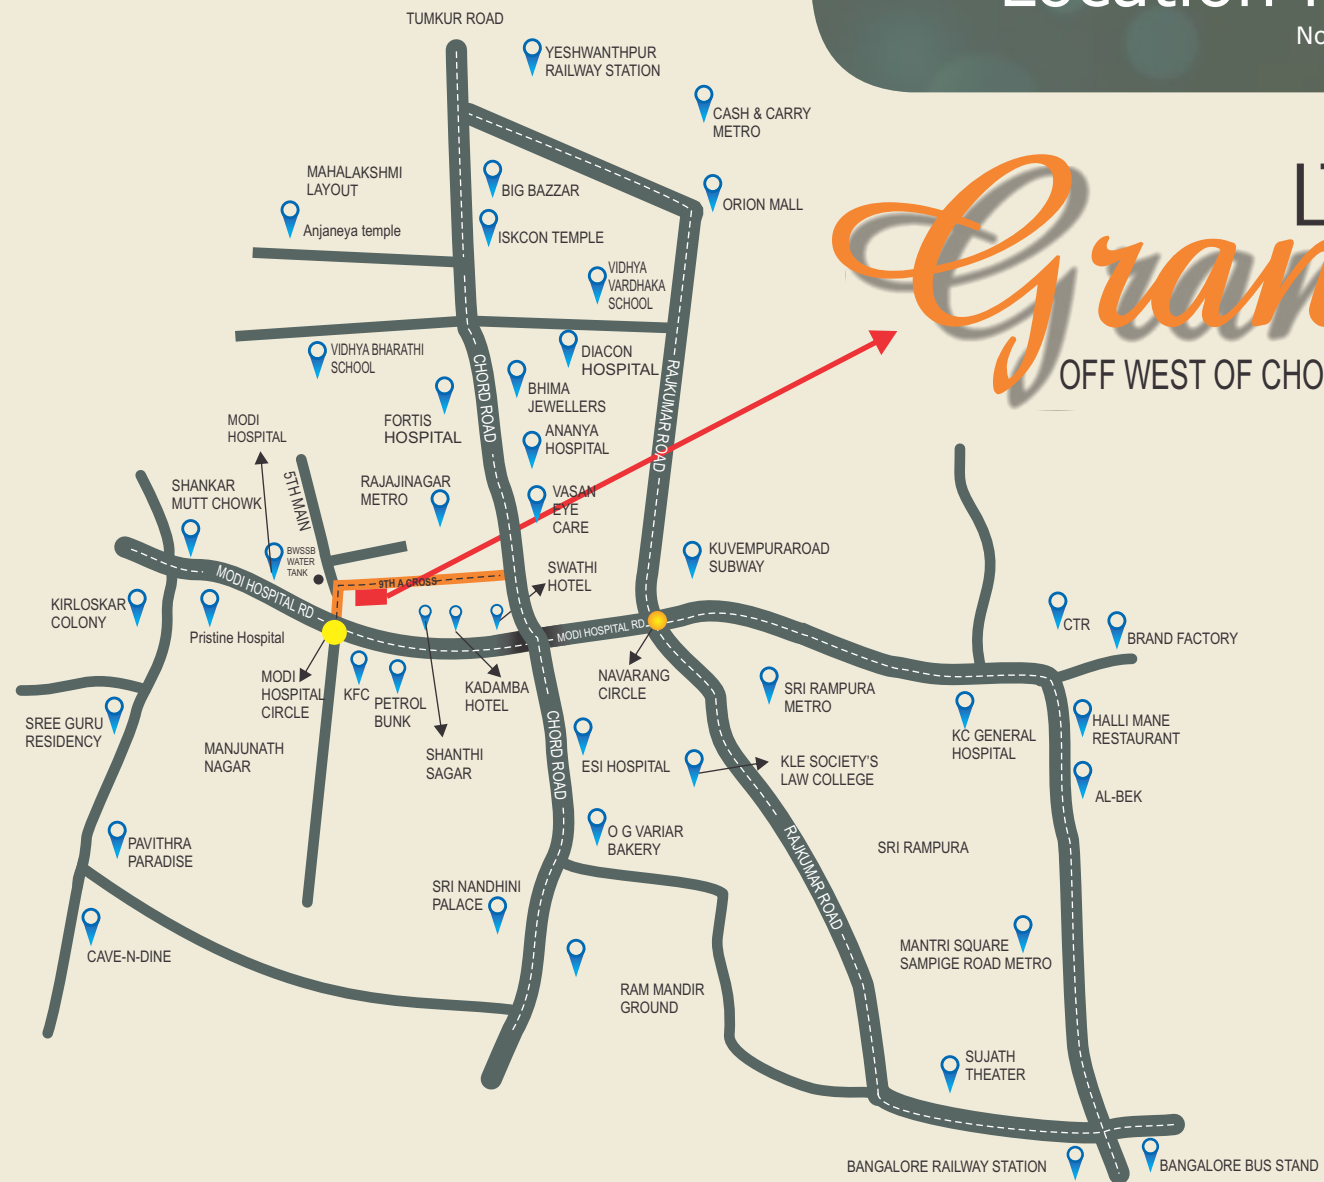 TUMKUR ROAD
YESHWANTHPUR
RAILWAY STATION
CASH & CARRY
METRO
MAHALAKSHMI
LAYOUT
Anjaneya temple
BIG BAZZAR
ORION MALL
ISKCON TEMPLE
VIDHYA
VARDHAKA
SCHOOL
OFF WEST OF CHO
VIDHYA BHARATHI
SCHOOL
CHORD ROAD
DIACON
HOSPITAL
RAJKUMAR ROAD
BHIMA
JEWELLERS
FORTIS
HOSPITAL
MODI
HOSPITAL
ANANYA
HOSPITAL
5TH MAIN
SHANKAR
MUTT CHOWK
RAJAJINAGAR
METRO
VASAN
EYE
CARE
BWSSB
WATER
TANK
KUVEMPURAROAD
SUBWAY
SWATHI
HOTEL
MODI HOSPITAL RD
9TH A CROSS
KIRLOSKAR
COLONY
Pristine Hospital
MODI HOSPITAL RD
CTR
BRAND FACTORY
MODI
HOSPITAL
CIRCLE
KFC
PETROL
BUNK
KADAMBA
HOTEL
NAVARANG
CIRCLE
SRI RAMPURA
METRO
SREE GURU
RESIDENCY
MANJUNATH
NAGAR
SHANTHI
SAGAR
CHORD ROAD
ESI HOSPITAL
KLE SOCIETY'S
LAW COLLEGE
KC GENERAL
HOSPITAL
HALLI MANE
RESTAURANT
AL-BEK
PAVITHRA
PARADISE
O G VARIAR
BAKERY
RAJKUMAR ROAD
SRI RAMPURA
SRI NANDHINI
PALACE
CAVE-N-DINE
MANTRI SQUARE
SAMPIGE ROAD METRO
RAM MANDIR
GROUND
SUJATH
THEATER
BANGALORE RAILWAY STATION
BANGALORE BUS STAND